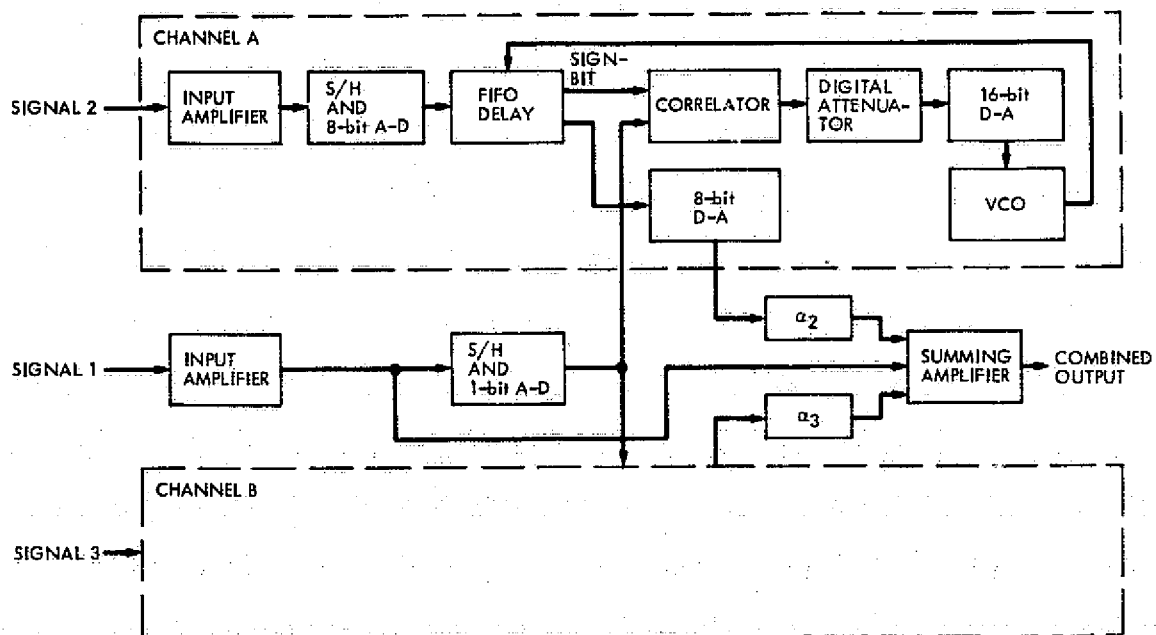 CHANNEL A
SIGNAL 2
INPUT
AMPLIFIER
S/H
AND
8-bit A-D
FIFO
DELAY
SIGN-
BIT
CORRELATOR
DIGITAL
ATTENUA-
TOR
16-bit
D-A
8-bit
D-A
VCO
α2
SIGNAL 1
INPUT
AMPLIFIER
S/H
AND
1-bit A-D
SUMMING
AMPLIFIER
COMBINED
OUTPUT
α3
CHANNEL B
SIGNAL 3